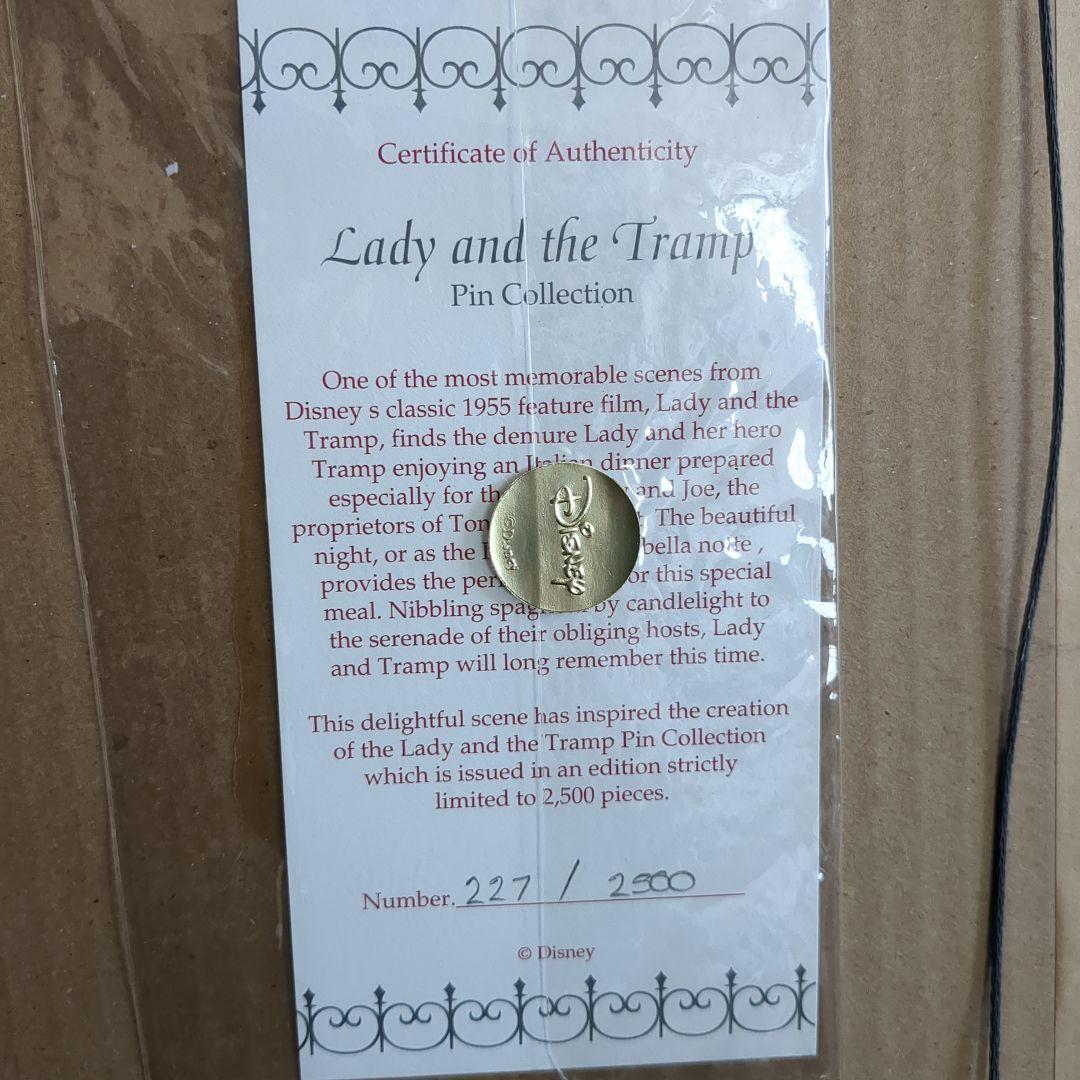 Certificate of Authenticity
Lady and the Tramp
Pin Collection
One of the most memorable scenes from
Disney s classic 1955 feature film, Lady and the
Tramp, finds the demure Lady and her hero
Tramp enjoying an Italian dinner prepared
especially for and Joe, the
proprietors of The beautiful
night, or as the bella notte ,
provides the or this special
meal. Nibbling by candlelight to
the serenade of their obliging hosts, Lady
and Tramp will long remember this time.
This delightful scene has inspired the creation
of the Lady and the Tramp Pin Collection
which is issued in an edition strictly
limited to 2,500 pieces.
Number. 227 / 2500
© Disney
Disney
©Disney